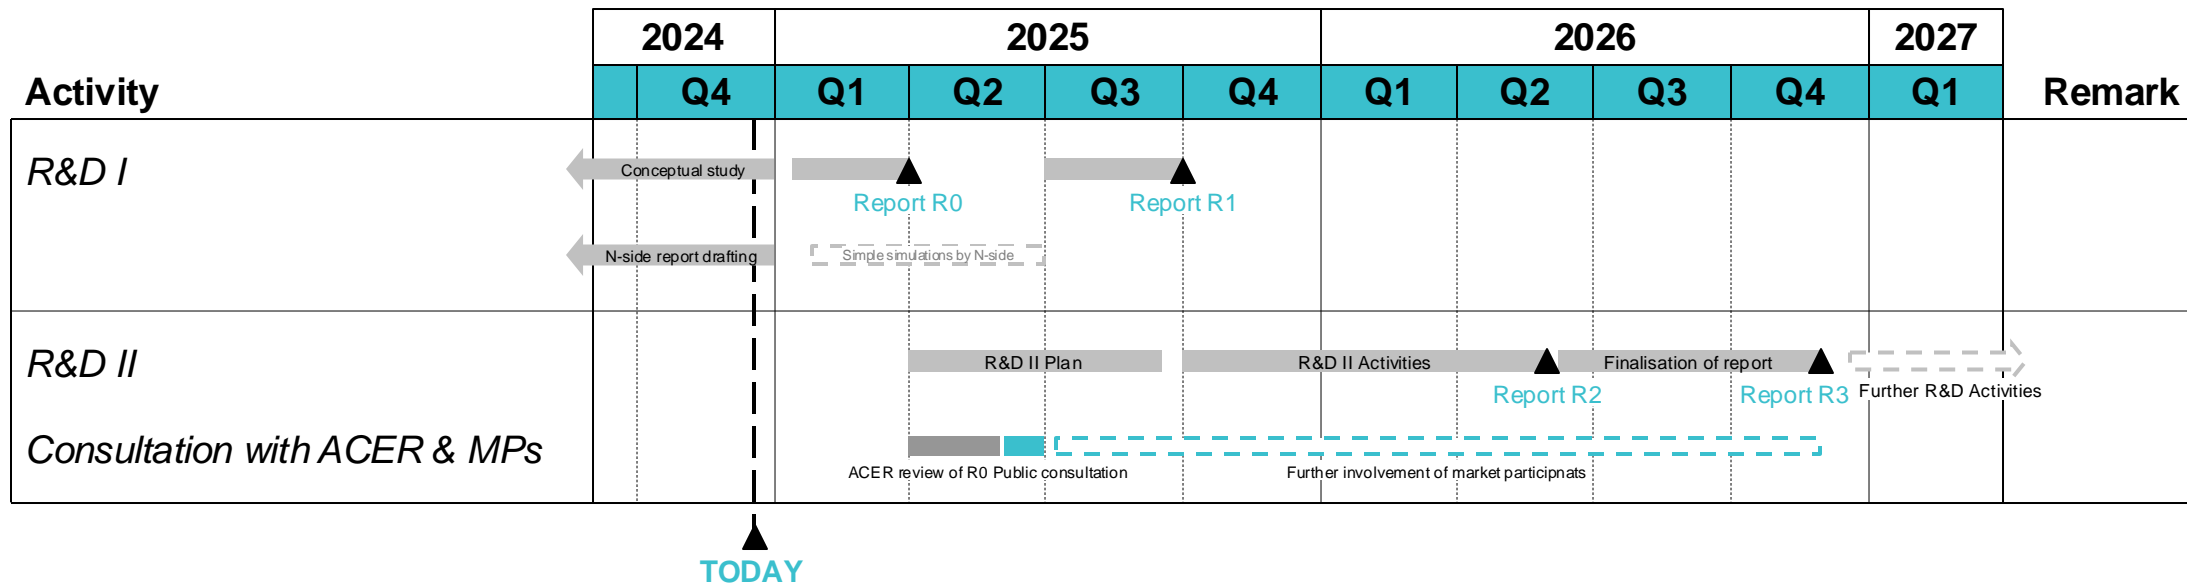 2024 2025 2026 2027
Activity Q4 Q1 Q2 Q3 Q4 Q1 Q2 Q3 Q4 Q1 Remark
R&D I Conceptual study
Report R0 Report R1
N-side report drafting Simple simulations by N-side
R&D II R&D II Plan R&D II Activities Finalisation of report
Report R2 Report R3 Further R&D Activities
Consultation with ACER & MPs
ACER review of R0 Public consultation Further involvement of market participnats
TODAY